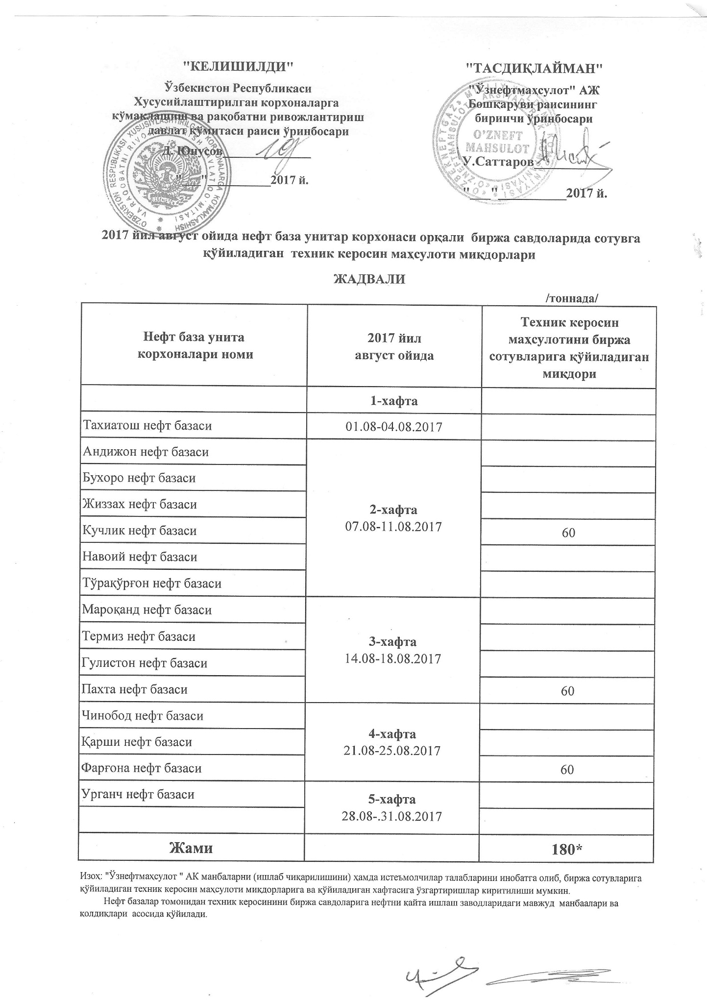 "КЕЛИШИЛДИ"
Ўзбекистон Республикаси
Хусусийлаштирилган корхоналарга
кўмаклашиш ва рақобатни ривожлантириш
давлат қўмитаси раиси ўринбосари
Д. Юнусов_____________
"___"__________2017 й.
"ТАСДИҚЛАЙМАН"
"Ўзнефтмаҳсулот" АЖ
Бошқаруви раисининг
биринчи ўринбосари
O'ZNEFT
MAHSULOT
У.Саттаров___________
"___"__________2017 й.
2017 йил август ойида нефт база унитар корхонаси орқали биржа савдоларида сотувга
қўйиладиган техник керосин маҳсулоти миқдорлари
ЖАДВАЛИ
/тоннада/
Нефт база унита
корхоналари номи
2017 йил
август ойида
Техник керосин
маҳсулотини биржа
сотувларига қўйиладиган
миқдори
1-хафта
Тахиатош нефт базаси 01.08-04.08.2017
Андижон нефт базаси
Бухоро нефт базаси
Жиззах нефт базаси
2-хафта
07.08-11.08.2017
Кучлик нефт базаси 60
Навоий нефт базаси
Тўрақўрғон нефт базаси
Мароқанд нефт базаси
Термиз нефт базаси
3-хафта
14.08-18.08.2017
Гулистон нефт базаси
Пахта нефт базаси 60
Чинобод нефт базаси
4-хафта
Қарши нефт базаси
21.08-25.08.2017
Фарғона нефт базаси 60
Урганч нефт базаси
5-хафта
28.08-.31.08.2017
Жами 180*
Изох: "Ўзнефтмаҳсулот " АК манбаларни (ишлаб чиқарилишини) ҳамда истеъмолчилар талабларини инобатга олиб, биржа сотувларига
қўйиладиган техник керосин маҳсулоти миқдорларига ва қўйиладиган хафтасига ўзгартиришлар киритилиши мумкин.
Нефт базалар томонидан техник керосинини биржа савдоларига нефтни қайта ишлаш заводларидаги мавжуд манбаалари ва
қолдиқлари асосида қўйилади.